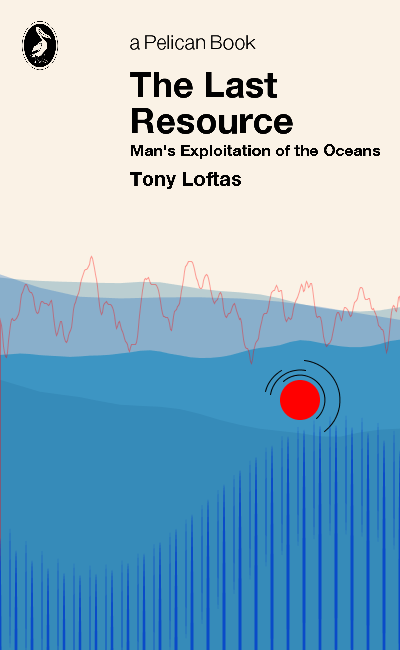 a Pelican Book
The Last
Resource
Man's Exploitation of the Oceans
Tony Loftas